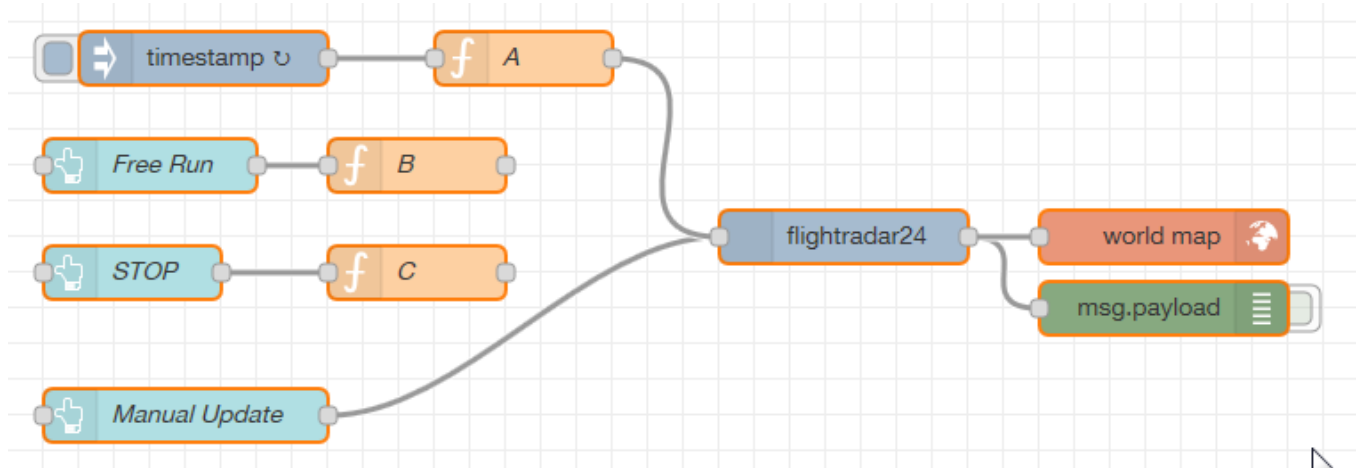 timestamp ↻
A
Free Run
B
flightradar24
world map
STOP
C
msg.payload
Manual Update